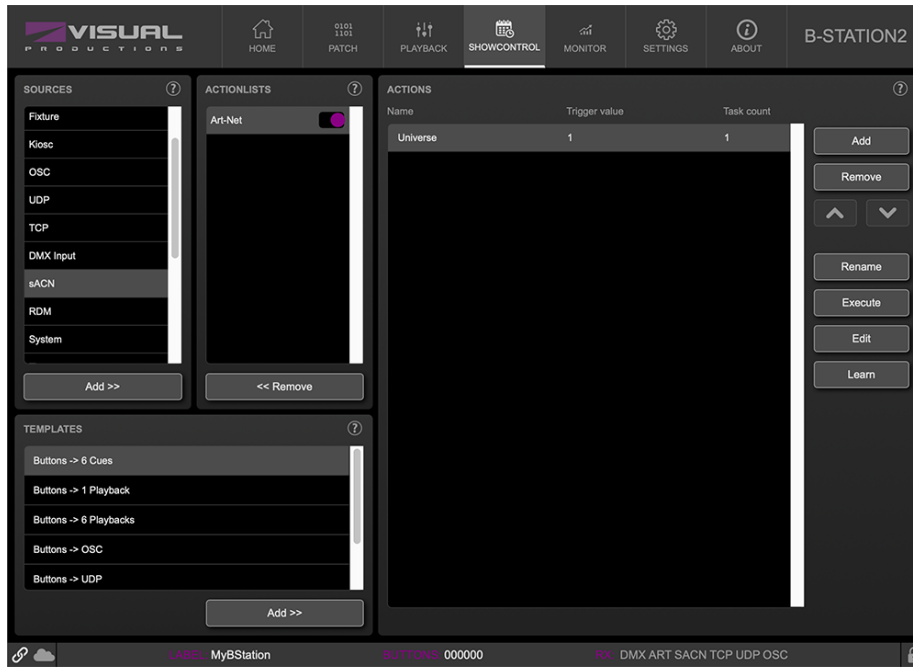 VISUAL
PRODUCTIONS
HOME
0101
1101
PATCH
PLAYBACK
SHOWCONTROL
MONITOR
SETTINGS
ABOUT
B-STATION2
SOURCES
?
Fixture
Kiosc
OSC
UDP
TCP
DMX Input
sACN
RDM
System
Add >>
ACTIONLISTS
?
Art-Net
<< Remove
TEMPLATES
?
Buttons -> 6 Cues
Buttons -> 1 Playback
Buttons -> 6 Playbacks
Buttons -> OSC
Buttons -> UDP
Add >>
ACTIONS
?
Name Trigger value Task count
Universe 1 1
Add
Remove
Rename
Execute
Edit
Learn
LABEL: MyBStation BUTTONS: 000000 RX: DMX ART SACN TCP UDP OSC